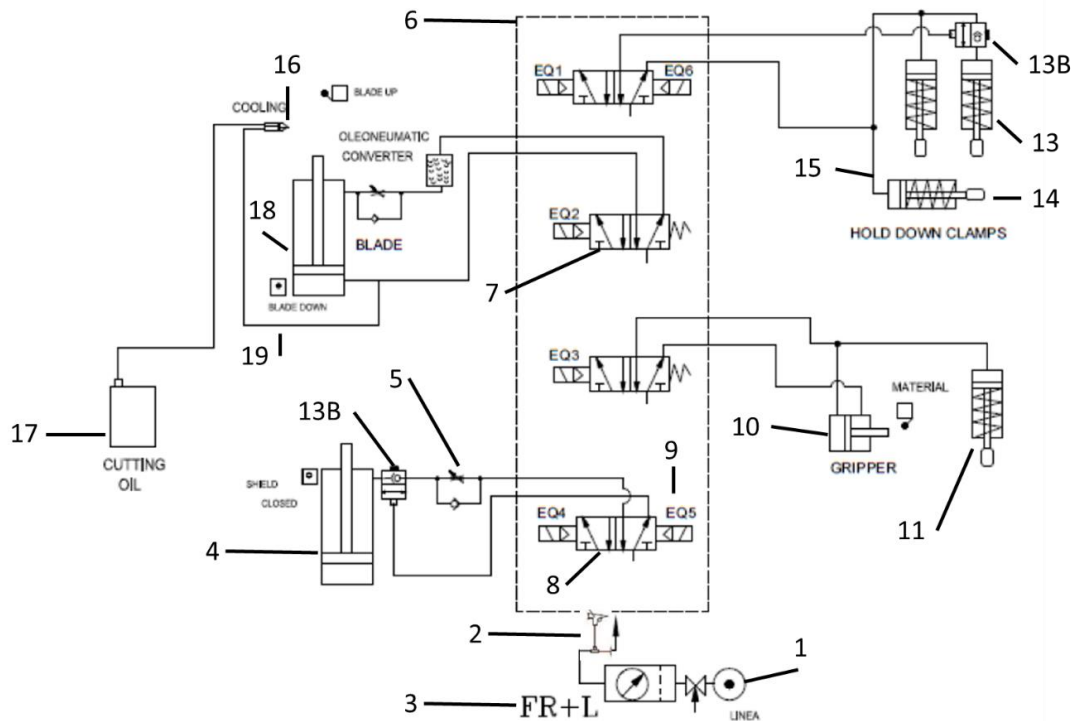 6
16
BLADE UP
COOLING
OLEONEUMATIC
CONVERTER
EQ1
EQ6
13B
13
15
14
HOLD DOWN CLAMPS
18
BLADE
EQ2
7
BLADE DOWN
19
EQ3
5
13B
MATERIAL
10
GRIPPER
17
CUTTING
OIL
SHIELD
CLOSED
9
EQ4
EQ5
11
4
8
2
1
3
FR+L
LINEA